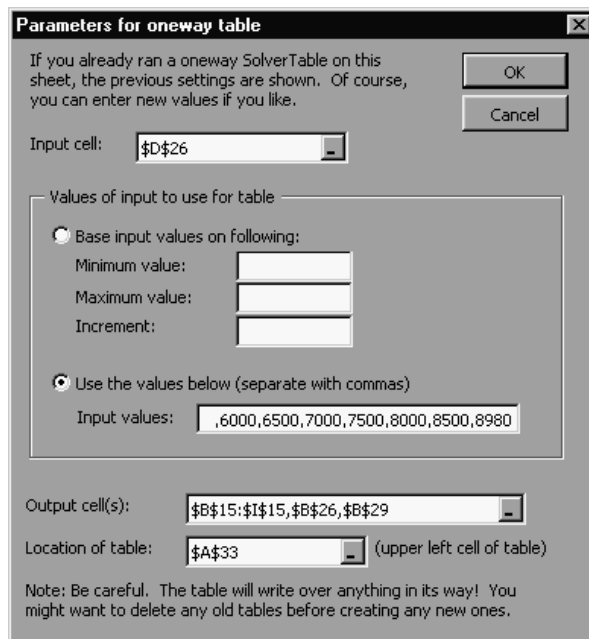 Parameters for oneway table
If you already ran a oneway SolverTable on this
sheet, the previous settings are shown. Of course,
you can enter new values if you like.
OK
Cancel
Input cell: $D$26
Values of input to use for table
Base input values on following:
Minimum value:
Maximum value:
Increment:
Use the values below (separate with commas)
Input values: ,6000,6500,7000,7500,8000,8500,8980
Output cell(s): $B$15:$I$15,$B$26,$B$29
Location of table: $A$33 (upper left cell of table)
Note: Be careful. The table will write over anything in its way! You
might want to delete any old tables before creating any new ones.